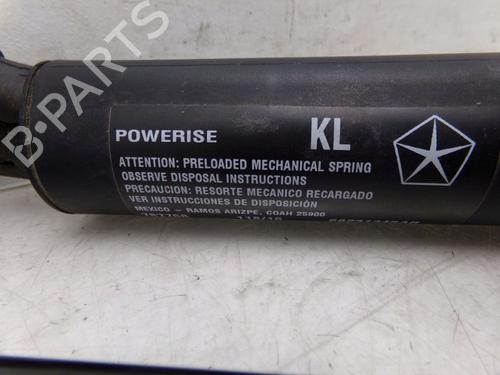 B-PARTS
POWERISE KL
ATTENTION: PRELOADED MECHANICAL SPRING
OBSERVE DISPOSAL INSTRUCTIONS
PRECAUCION: RESORTE MECANICO RECARGADO
VER INSTRUCCIONES DE DISPOSICIÓN
MEXICO – RAMOS ARIZPE, COAH 25900